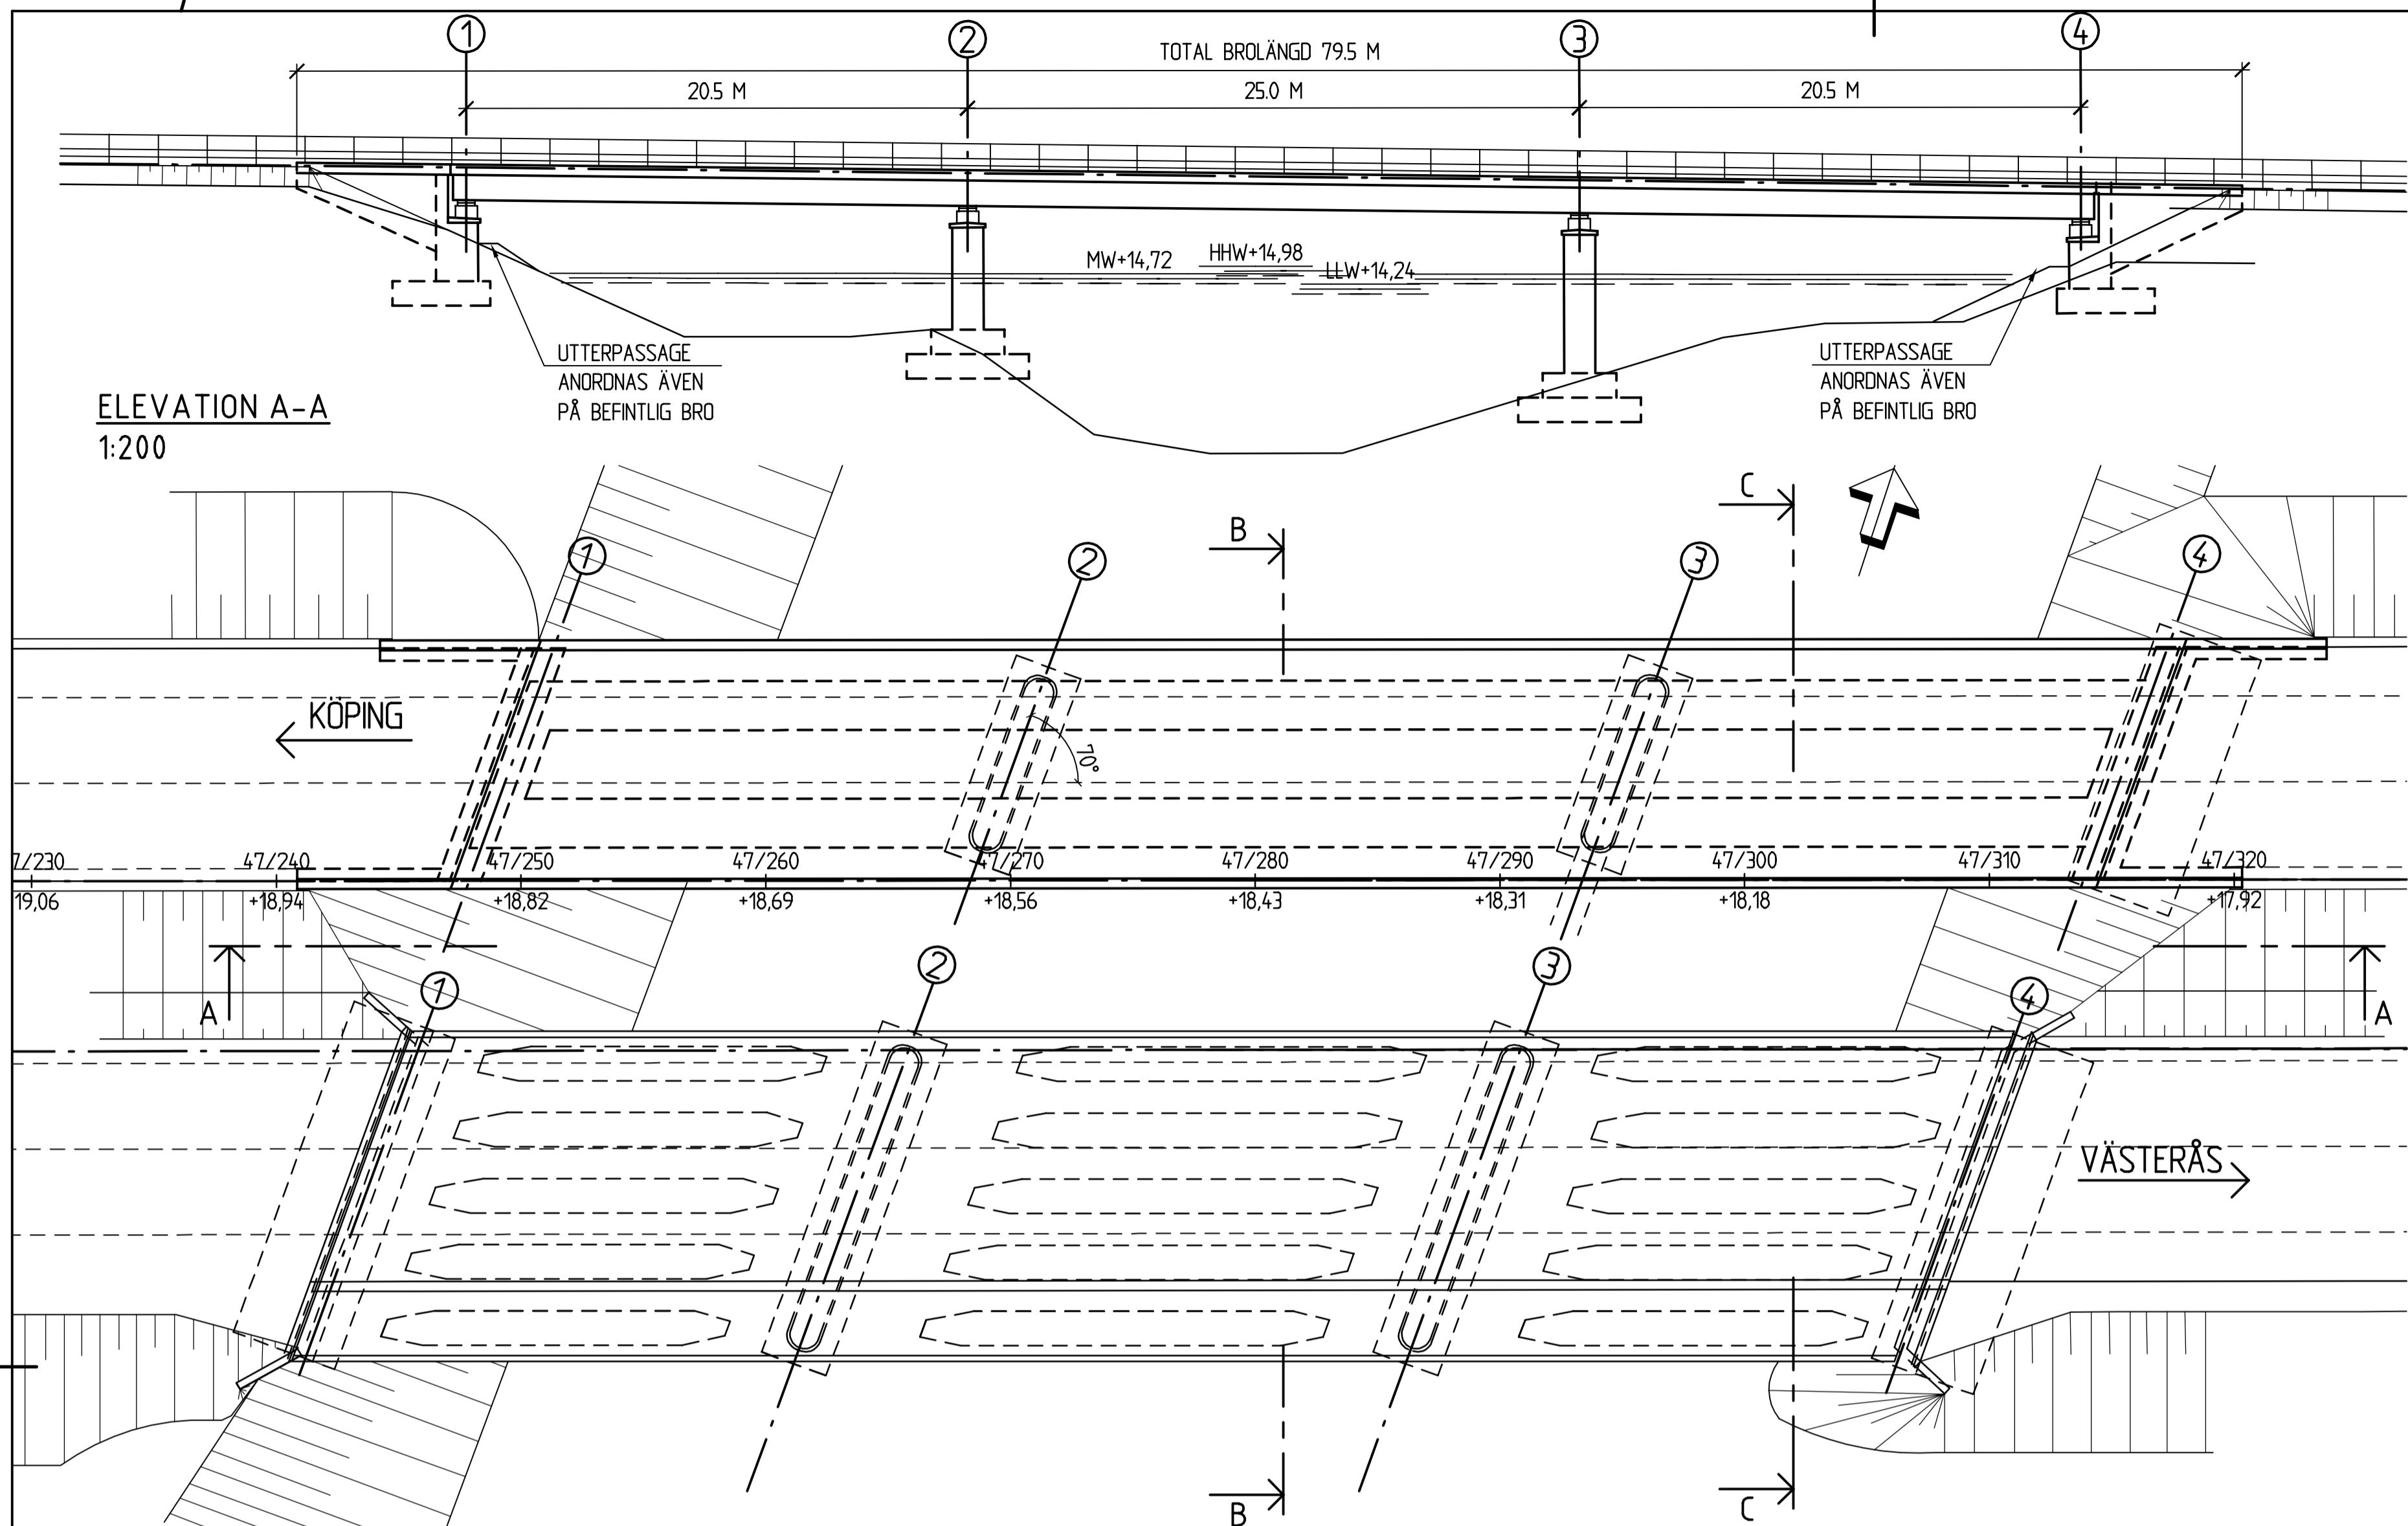 1
2
3
4
TOTAL BROLÄNGD 79.5 M
20.5 M
25.0 M
20.5 M
MW+14,72
HHW+14,98
LLW+14,24
UTTERPASSAGE
ANORDNAS ÄVEN
PÅ BEFINTLIG BRO
UTTERPASSAGE
ANORDNAS ÄVEN
PÅ BEFINTLIG BRO
ELEVATION A-A
1:200
C
B
1
2
3
4
KÖPING
70°
7/230
47/240
47/250
47/260
47/270
47/280
47/290
47/300
47/310
47/320
19,06
+18,94
+18,82
+18,69
+18,56
+18,43
+18,31
+18,18
+17,92
A
A
1
2
3
4
VÄSTERÅS
B
C